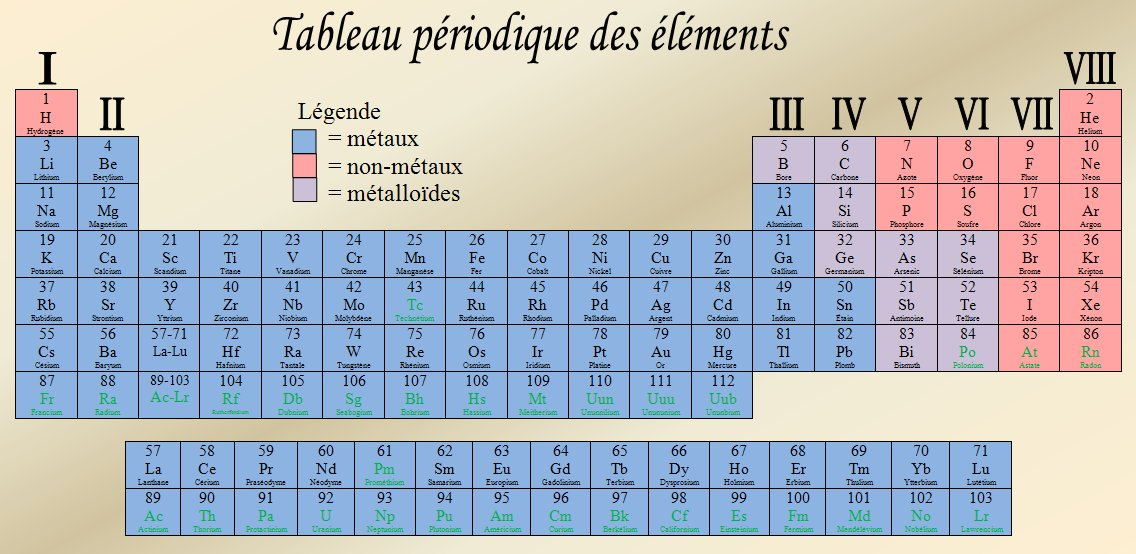 Tableau périodique des éléments
I
VIII
II
III IV V VI VII
Légende
= métaux
= non-métaux
= métalloïdes
1 2
H He
Hydrogène Helium
3 4 5 6 7 8 9 10
Li Be B C N O F Ne
Lithium Berylium Bore Carbone Azote Oxygène Fluor Neon
11 12 13 14 15 16 17 18
Na Mg Al Si P S Cl Ar
Sodium Magnésium Aluminium Silicium Phosphore Soufre Chlore Argon
19 20 21 22 23 24 25 26 27 28 29 30 31 32 33 34 35 36
K Ca Sc Ti V Cr Mn Fe Co Ni Cu Zn Ga Ge As Se Br Kr
Potassium Calcium Scandium Titane Vanadium Chrome Manganèse Fer Cobalt Nickel Cuivre Zinc Gallium Germanium Arsenic Sélénium Brome Kripton
37 38 39 40 41 42 43 44 45 46 47 48 49 50 51 52 53 54
Rb Sr Y Zr Nb Mo Tc Ru Rh Pd Ag Cd In Sn Sb Te I Xe
Rubidium Strontium Yttrium Zirconium Niobium Molybdène Technétium Ruthénium Rhodium Palladium Argent Cadmium Indium Étain Antimoine Tellure Iode Xénon
55 56 57-71 72 73 74 75 76 77 78 79 80 81 82 83 84 85 86
Cs Ba La-Lu Hf Ra W Re Os Ir Pt Au Hg Tl Pb Bi Po At Rn
Césium Baryum Hafnium Tantale Tungstène Rhénium Osmium Iridium Platine Or Mercure Thallium Plomb Bismuth Polonium Astate Radon
87 88 89-103 104 105 106 107 108 109 110 111 112
Fr Ra Ac-Lr Rf Db Sg Bh Hs Mt Uun Uuu Uub
Francium Radium Rutherfordium Dubnium Seabogium Bohrium Hassium Meitherium Ununnilium Unununium Ununbium
57 58 59 60 61 62 63 64 65 66 67 68 69 70 71
La Ce Pr Nd Pm Sm Eu Gd Tb Dy Ho Er Tm Yb Lu
Lanthane Cérium Praséodyme Néodyme Prométhium Samarium Europium Gadolinium Terbium Dysprosium Holmium Erbium Thulium Ytterbium Lutétium
89 90 91 92 93 94 95 96 97 98 99 100 101 102 103
Ac Th Pa U Np Pu Am Cm Bk Cf Es Fm Md No Lr
Actinium Thorium Protactinium Uranium Neptunium Plutonium Américium Curium Berkélium Californium Einsteinium Fermium Mendélévium Nobélium Lawrencium